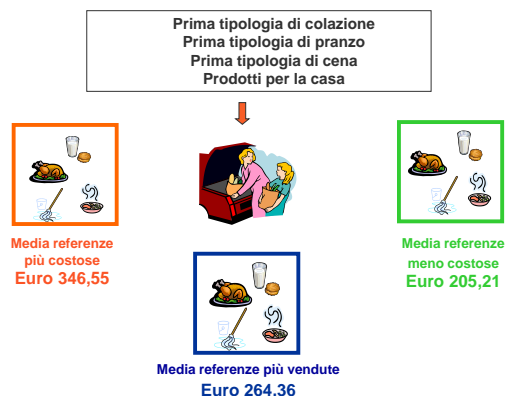 Prima tipologia di colazione
Prima tipologia di pranzo
Prima tipologia di cena
Prodotti per la casa
Media referenze
più costose
Euro 346,55
Media referenze
meno costose
Euro 205,21
Media referenze più vendute
Euro 264,36